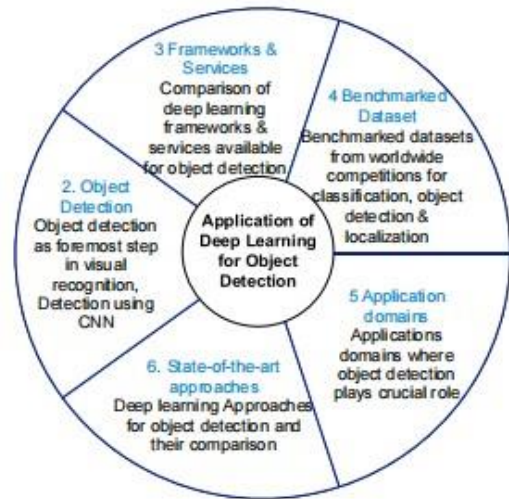 3 Frameworks &
Services
Comparison of
deep learning
frameworks &
services available
for object detection
4 Benchmarked
Dataset
Benchmarked datasets
from worldwide
competitions for
classification, object
detection &
localization
2. Object
Detection
Object detection
as foremost step
in visual
recognition,
Detection using
CNN
Application of
Deep Learning
for Object
Detection
5 Application
domains
Applications
domains where
object detection
plays crucial role
6. State-of-the-art
approaches
Deep learning Approaches
for object detection and
their comparison